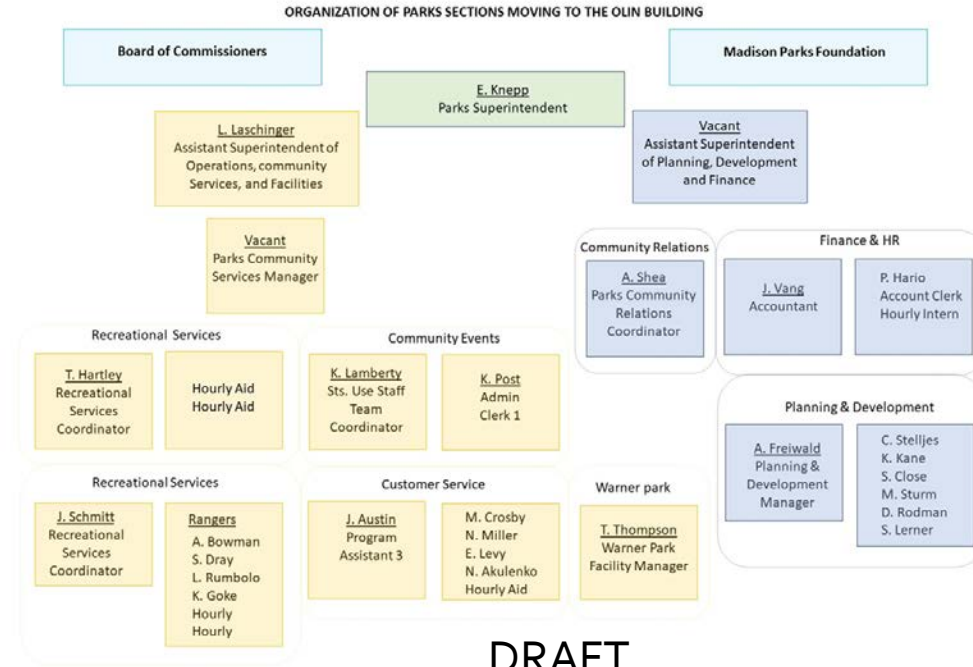 ORGANIZATION OF PARKS SECTIONS MOVING TO THE OLIN BUILDING
Board of Commissioners
Madison Parks Foundation
E. Knepp
Parks Superintendent
L. Laschinger
Assistant Superintendent of
Operations, community
Services, and Facilities
Vacant
Assistant Superintendent
of Planning, Development
and Finance
Vacant
Parks Community
Services Manager
Community Relations
A. Shea
Parks Community
Relations
Coordinator
Finance & HR
J. Vang
Accountant
P. Hario
Account Clerk
Hourly Intern
Recreational Services
T. Hartley
Recreational
Services
Coordinator
Hourly Aid
Hourly Aid
Community Events
K. Lamberty
Sts. Use Staff
Team
Coordinator
K. Post
Admin
Clerk 1
Planning & Development
A. Freiwald
Planning &
Development
Manager
C. Stelljes
K. Kane
S. Close
M. Sturm
D. Rodman
S. Lerner
Recreational Services
J. Schmitt
Recreational
Services
Coordinator
Rangers
A. Bowman
S. Dray
L. Rumbolo
K. Goke
Hourly
Hourly
Customer Service
J. Austin
Program
Assistant 3
M. Crosby
N. Miller
E. Levy
N. Akulenko
Hourly Aid
Warner park
T. Thompson
Warner Park
Facility Manager
DRAFT